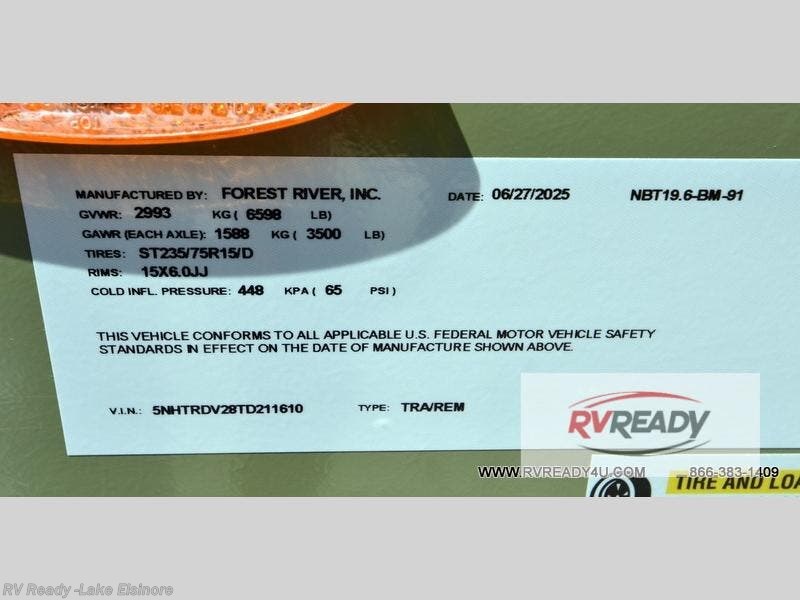 MANUFACTURED BY: FOREST RIVER, INC. DATE: 06/27/2025 NBT19.6-BM-91
GVWR: 2993 KG ( 6598 LB)
GAWR (EACH AXLE): 1588 KG ( 3500 LB)
TIRES: ST235/75R15/D
RIMS: 15X6.0JJ
COLD INFL. PRESSURE: 448 KPA ( 65 PSI )
THIS VEHICLE CONFORMS TO ALL APPLICABLE U.S. FEDERAL MOTOR VEHICLE SAFETY
STANDARDS IN EFFECT ON THE DATE OF MANUFACTURE SHOWN ABOVE.
V.I.N.: 5NHTRDV28TD211610 TYPE: TRA/REM
RVREADY
WWW.RVREADY4U.COM 866-383-1409
TIRE AND LOA
RV Ready -Lake Elsinore